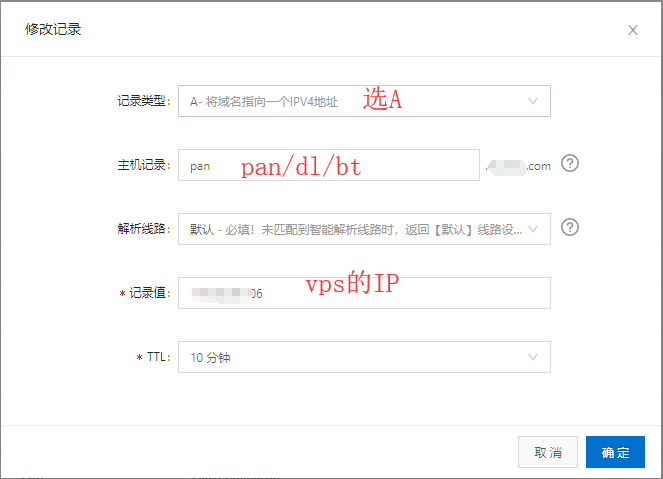 修改记录
记录类型: A- 将域名指向一个IPV4地址 选A
主机记录: pan pan/dl/bt .com
解析线路: 默认 - 必填!未匹配到智能解析线路时,返回【默认】线路设...
* 记录值: 06 vps的IP
* TTL: 10 分钟
取消 确定